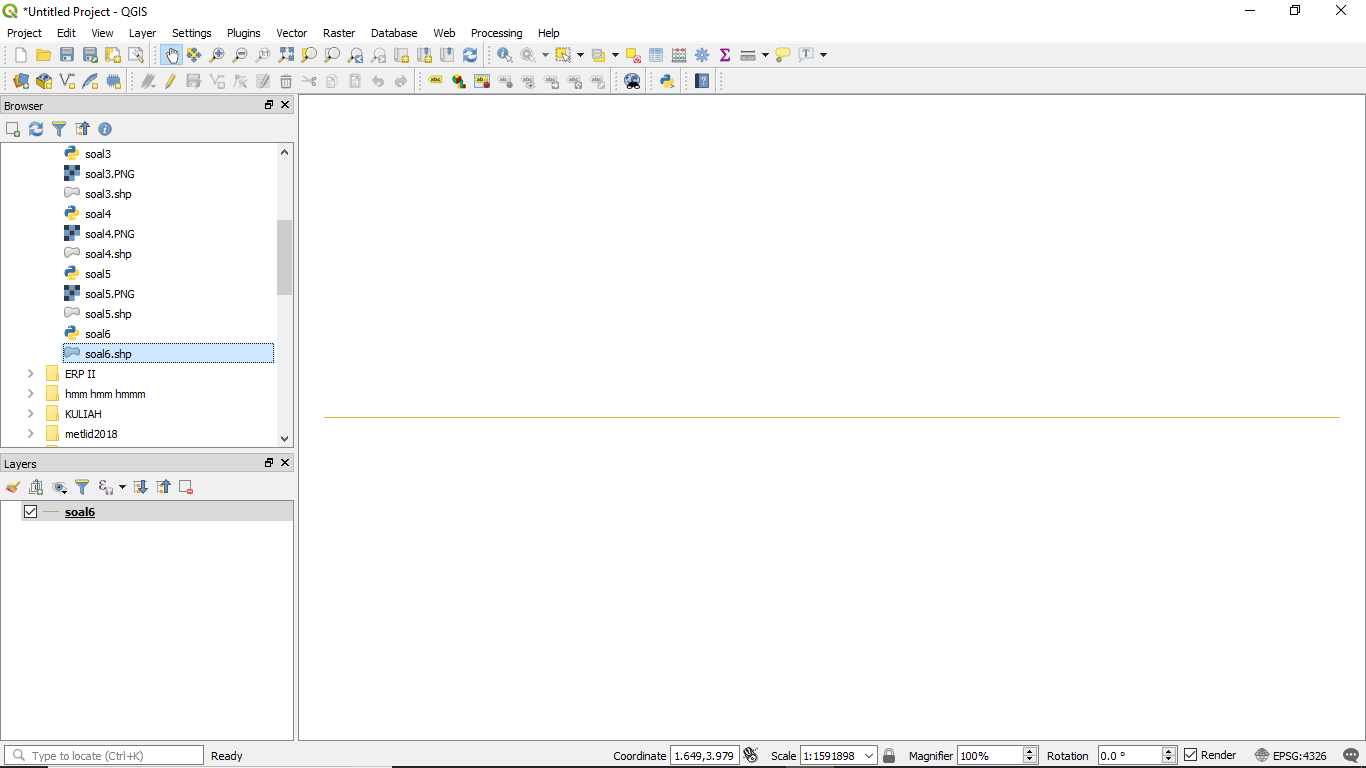 *Untitled Project - QGIS
Project Edit View Layer Settings Plugins Vector Raster Database Web Processing Help
Browser
soal3
soal3.PNG
soal3.shp
soal4
soal4.PNG
soal4.shp
soal5
soal5.PNG
soal5.shp
soal6
soal6.shp
ERP II
hmm hmm hmmm
KULIAH
metlid2018
Layers
soal6
Type to locate (Ctrl+K) Ready Coordinate 1.649,3.979 Scale 1:1591898 Magnifier 100% Rotation 0.0 ° Render EPSG:4326